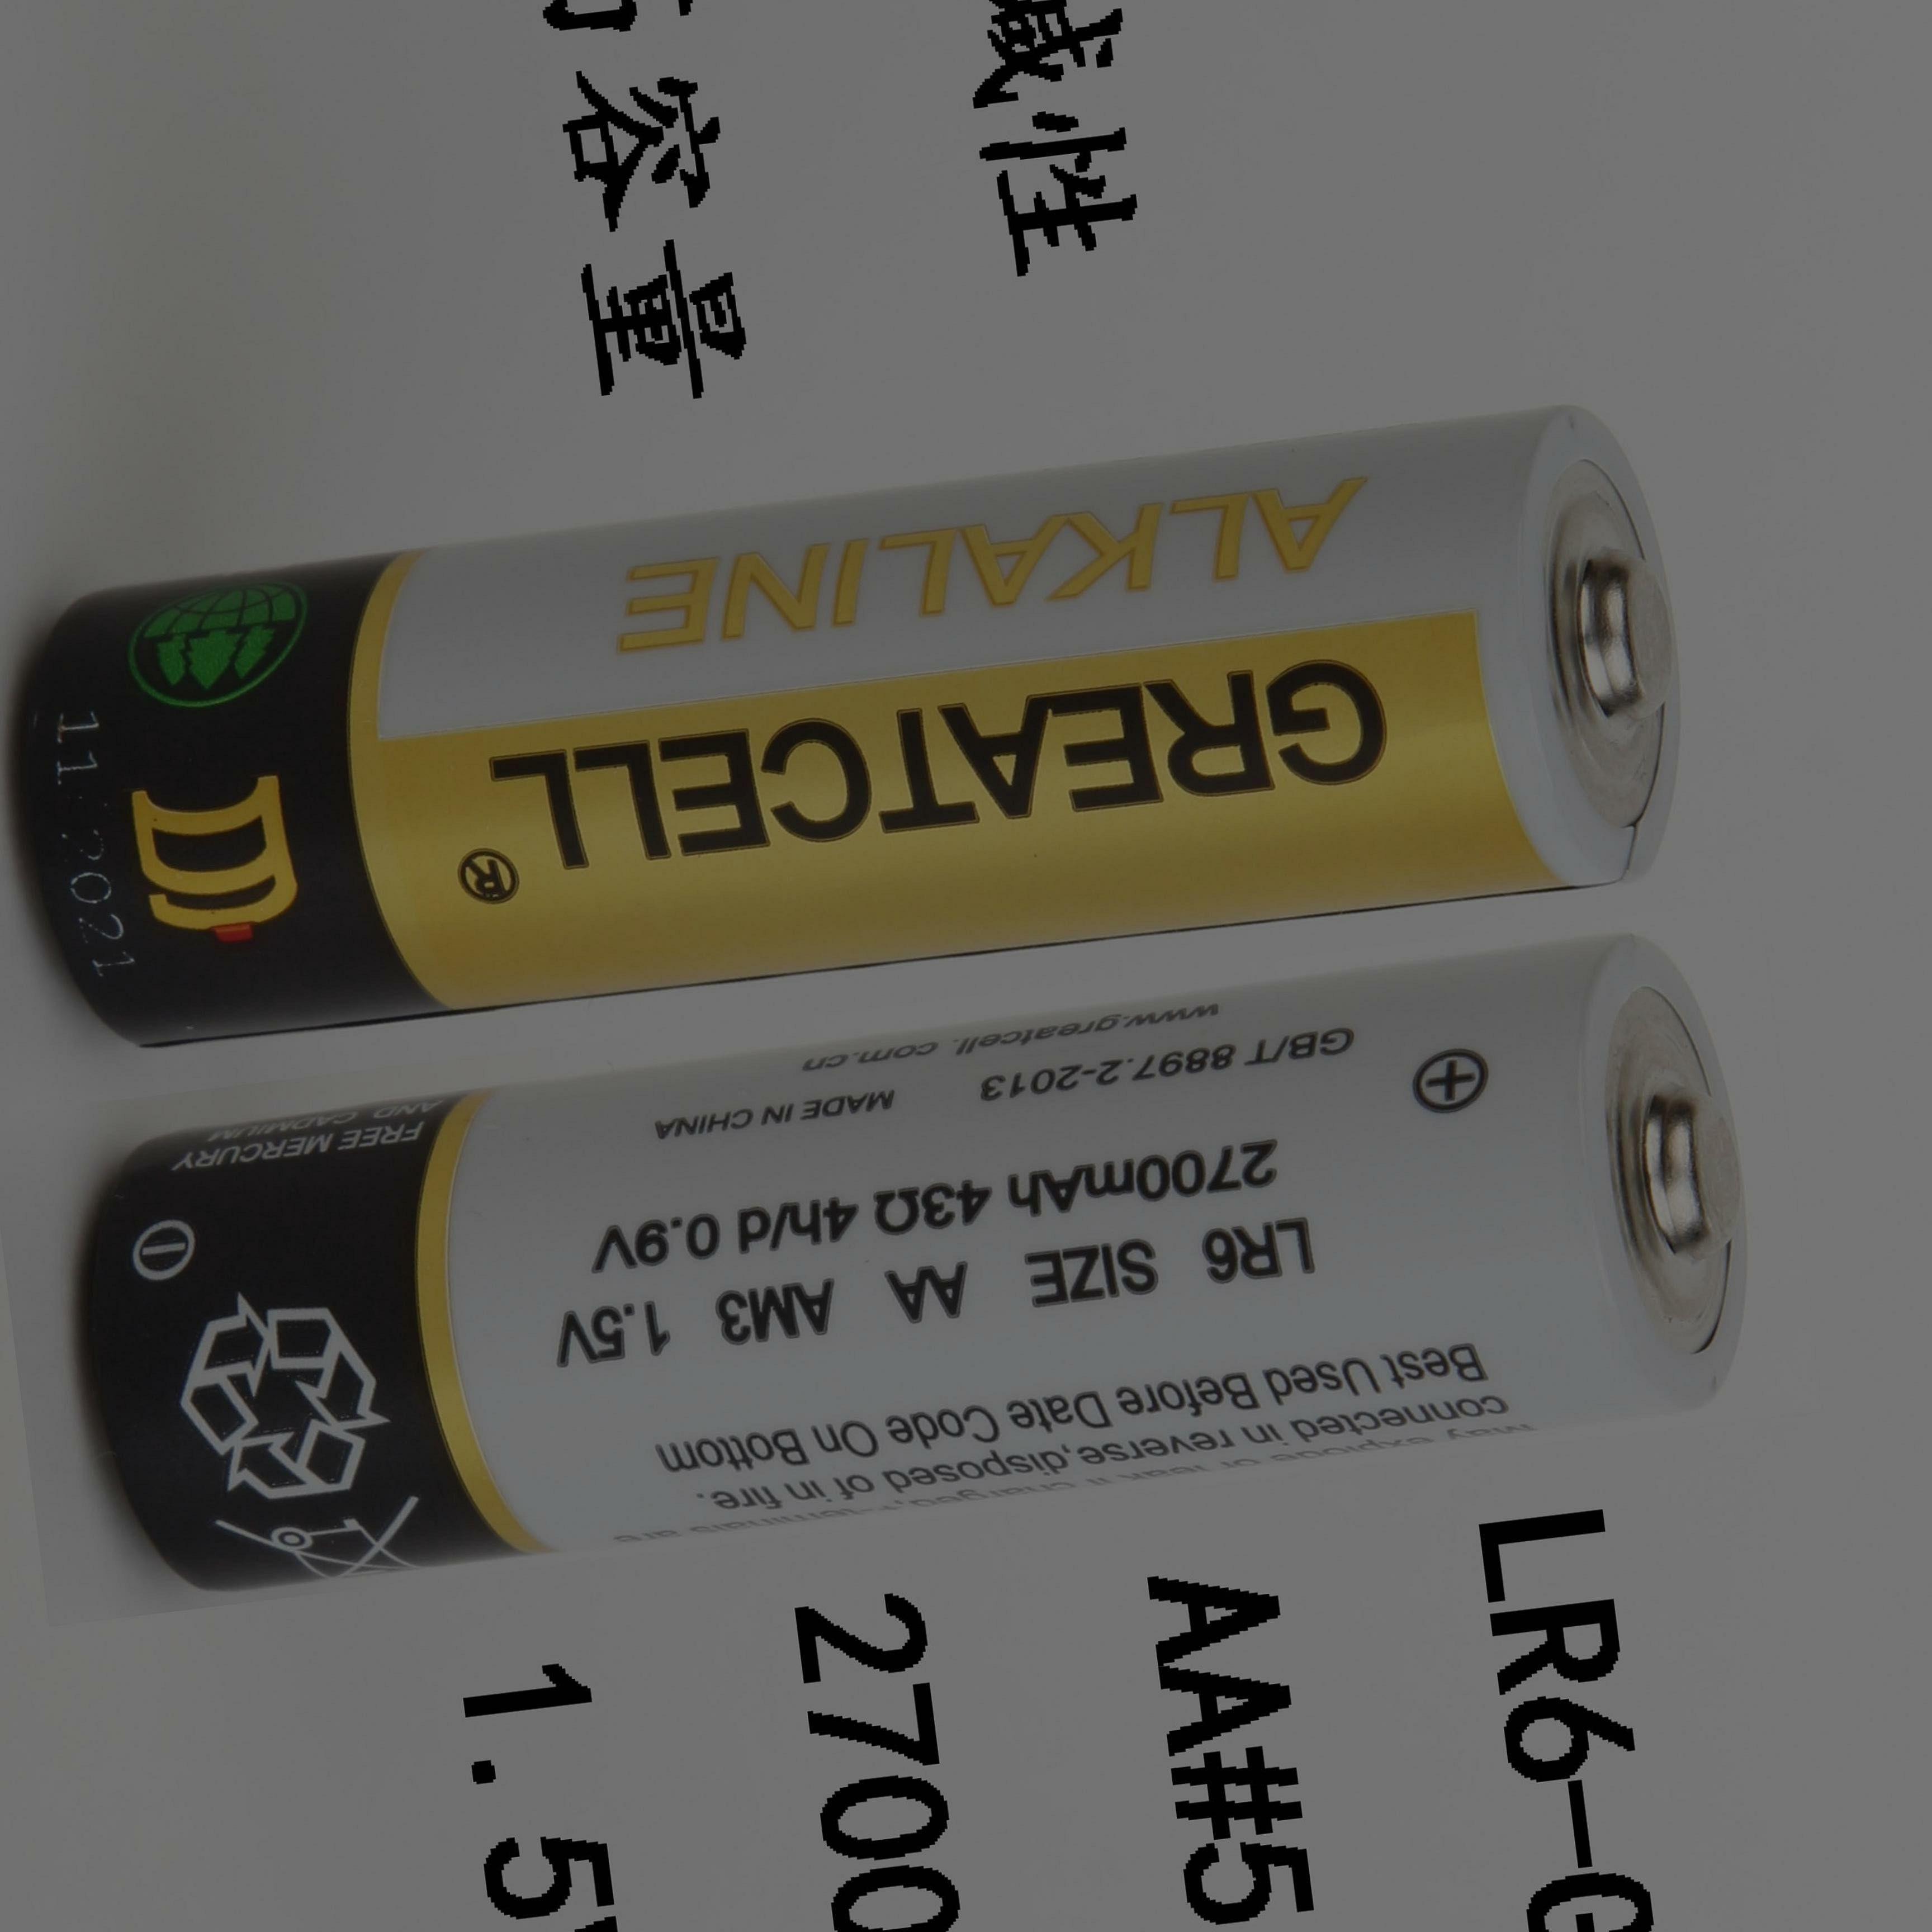 碱性
容量
GREATCELL®
ALKALINE
11 2021
LR6-
AA#5
2700
1.5
connected in reverse,disposed of in fire.
Best Used Before Date Code On Bottom
LR6 SIZE AA AM3 1.5V
2700mAh 43Ω 4h/d 0.9V
GB/T 8897.2-2013 MADE IN CHINA
www.greatcell. com.cn
FREE MERCURY
AND CADMIUM